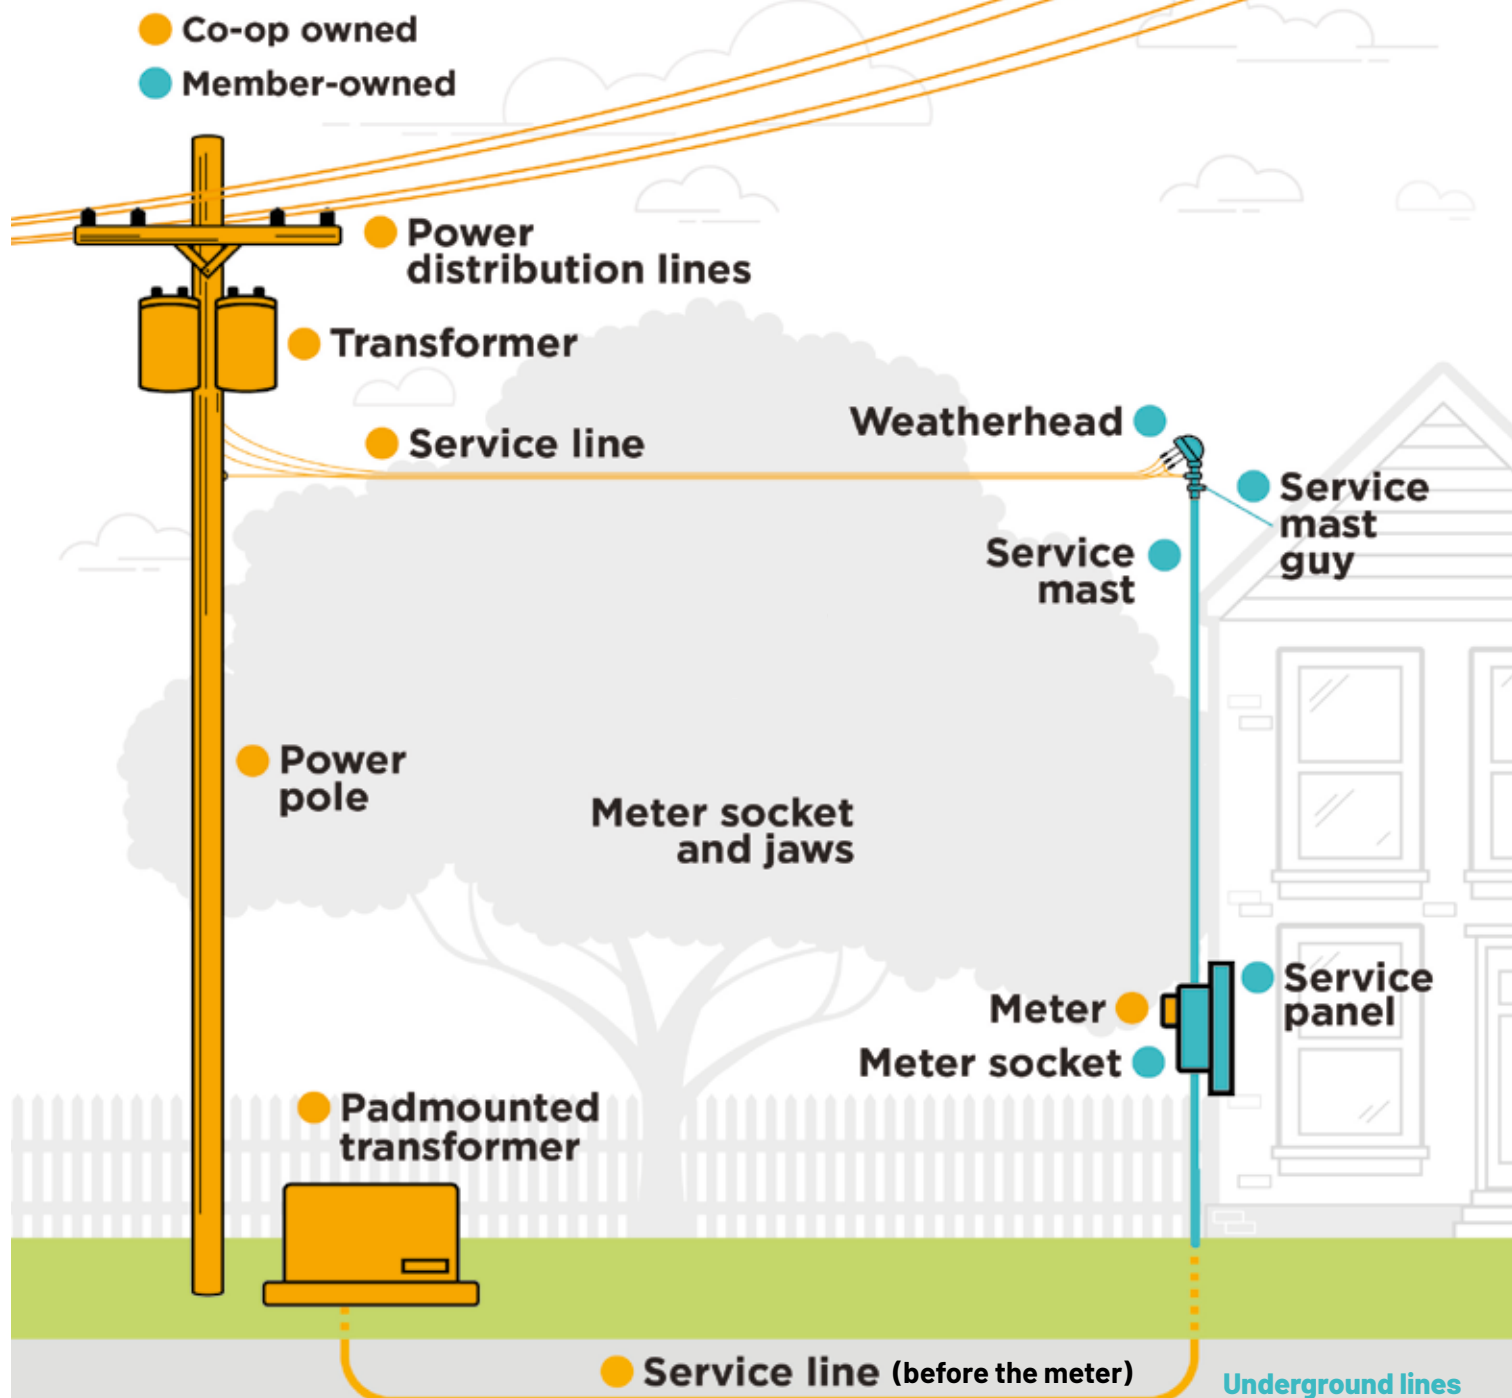 Co-op owned
Member-owned
Power
distribution lines
Transformer
Service line
Weatherhead
Service
mast
guy
Service
mast
Power
pole
Meter socket
and jaws
Service
panel
Meter
Meter socket
Padmounted
transformer
Service line (before the meter)
Underground lines